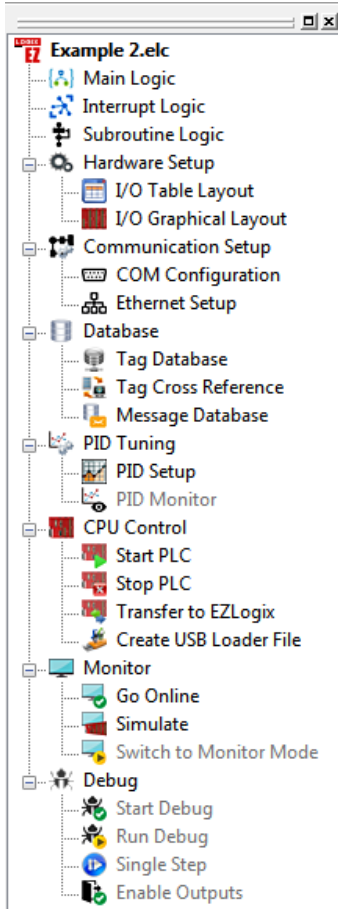 LOGIX
EZ
Example 2.elc
Main Logic
Interrupt Logic
Subroutine Logic
Hardware Setup
I/O Table Layout
I/O Graphical Layout
Communication Setup
COM Configuration
Ethernet Setup
Database
Tag Database
Tag Cross Reference
Message Database
PID Tuning
PID Setup
PID Monitor
CPU Control
Start PLC
Stop PLC
Transfer to EZLogix
Create USB Loader File
Monitor
Go Online
Simulate
Switch to Monitor Mode
Debug
Start Debug
Run Debug
Single Step
Enable Outputs